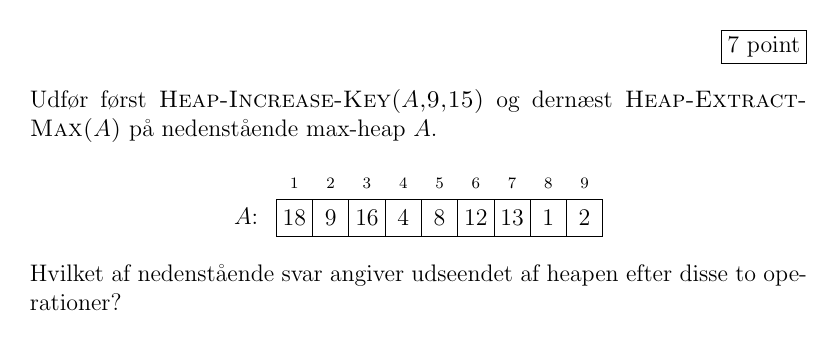 7 point
Udfør først HEAP-INCREASE-KEY(A,9,15) og dernæst HEAP-EXTRACT-
MAX(A) på nedenstående max-heap A.
1 2 3 4 5 6 7 8 9
A: 18 9 16 4 8 12 13 1 2
Hvilket af nedenstående svar angiver udseendet af heapen efter disse to ope-
rationer?